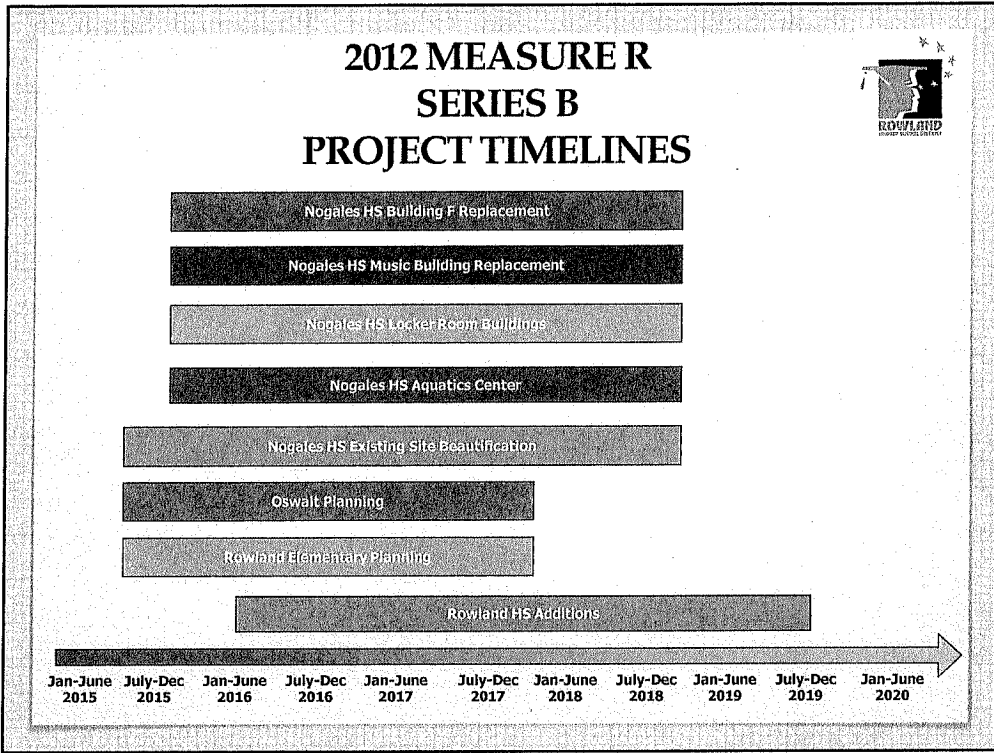 2012 MEASURE R
SERIES B
PROJECT TIMELINES
ROWLAND
UNIFIED SCHOOL DISTRICT
Nogales HS Building F Replacement
Nogales HS Music Building Replacement
Nogales HS Locker Room Buildings
Nogales HS Aquatics Center
Nogales HS Existing Site Beautification
Oswalt Planning
Rowland Elementary Planning
Rowland HS Additions
Jan-June July-Dec Jan-June July-Dec Jan-June July-Dec Jan-June July-Dec Jan-June July-Dec Jan-June
2015 2015 2016 2016 2017 2017 2018 2018 2019 2019 2020